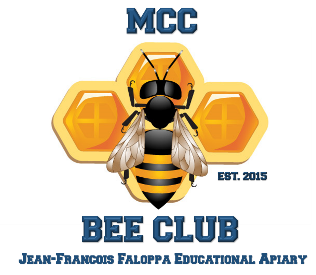 MCC
EST. 2015
BEE CLUB
Jean-Francois Faloppa Educational Apiary